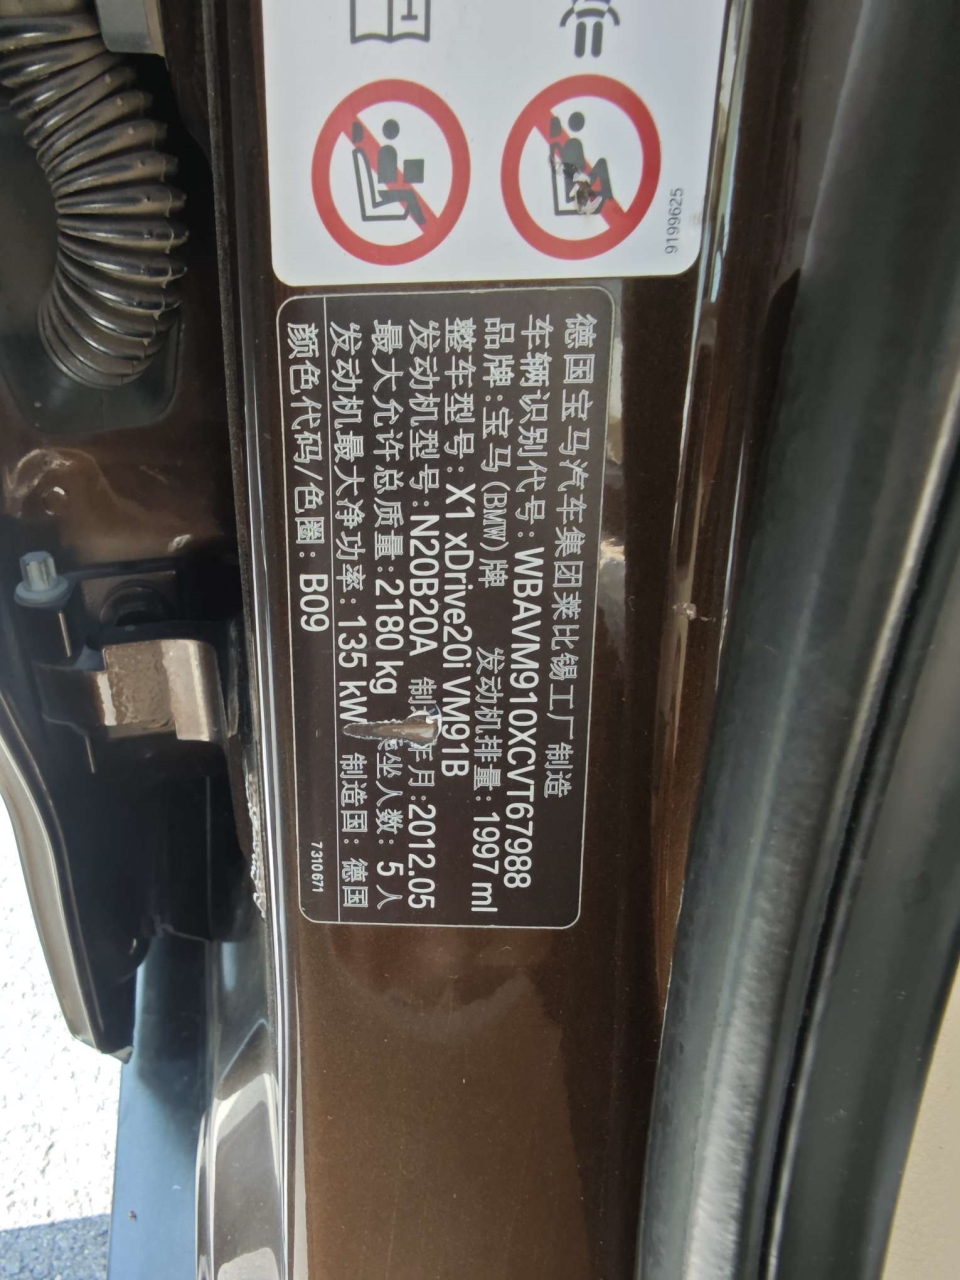 9199625
德国宝马汽车集团莱比锡工厂制造
车辆识别代号：WBAVM910XCVT67988
品牌：宝马(BMW)牌 发动机排量：1997 ml
整车型号：X1 xDrive20i VM91B
发动机型号：N20B20A 制 年月：2012.05
最大允许总质量：2180 kg 坐人数：5 人
发动机最大净功率：135 kW 制造国：德国
颜色代码/色圈：B09
7310671